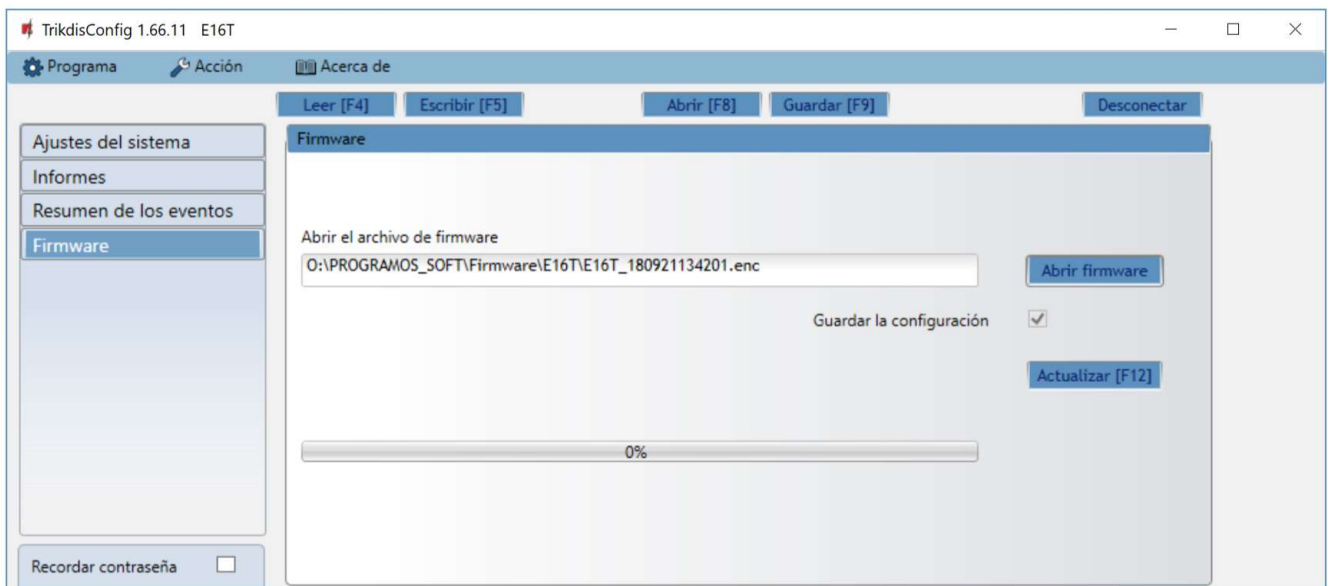 TrikdisConfig 1.66.11 E16T
Programa Acción Acerca de
Leer [F4] Escribir [F5] Abrir [F8] Guardar [F9] Desconectar
Ajustes del sistema
Informes
Resumen de los eventos
Firmware
Firmware
Abrir el archivo de firmware
O:\PROGRAMOS_SOFT\Firmware\E16T\E16T_180921134201.enc
Abrir firmware
Guardar la configuración
Actualizar [F12]
0%
Recordar contraseña